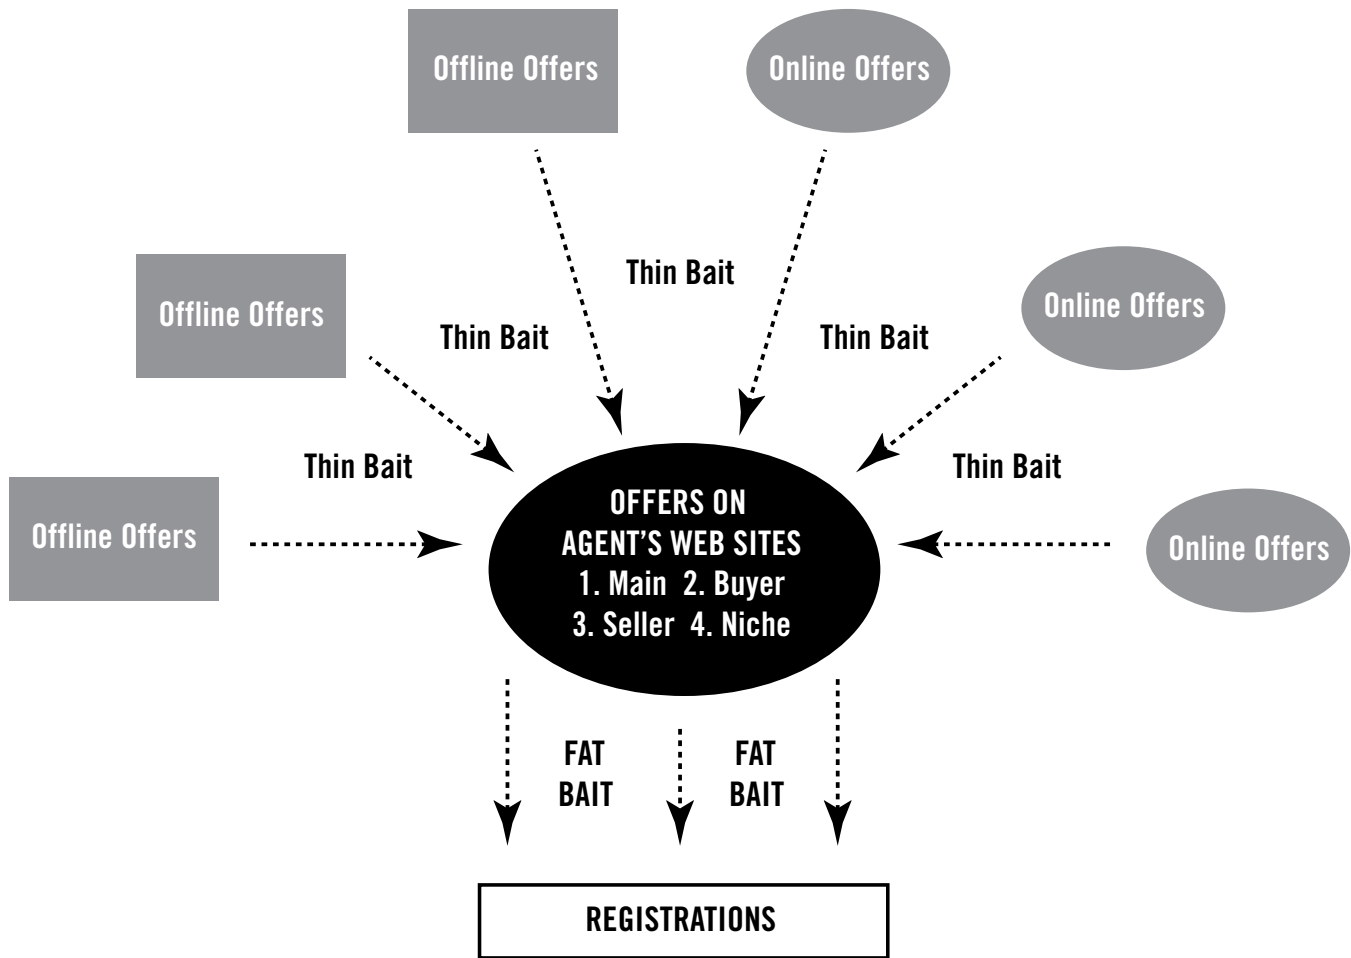 Offline Offers
Online Offers
Thin Bait
Offline Offers
Online Offers
Thin Bait
Thin Bait
Thin Bait
Thin Bait
Offline Offers
Online Offers
OFFERS ON
AGENT'S WEB SITES
1. Main 2. Buyer
3. Seller 4. Niche
FAT
BAIT
FAT
BAIT
REGISTRATIONS